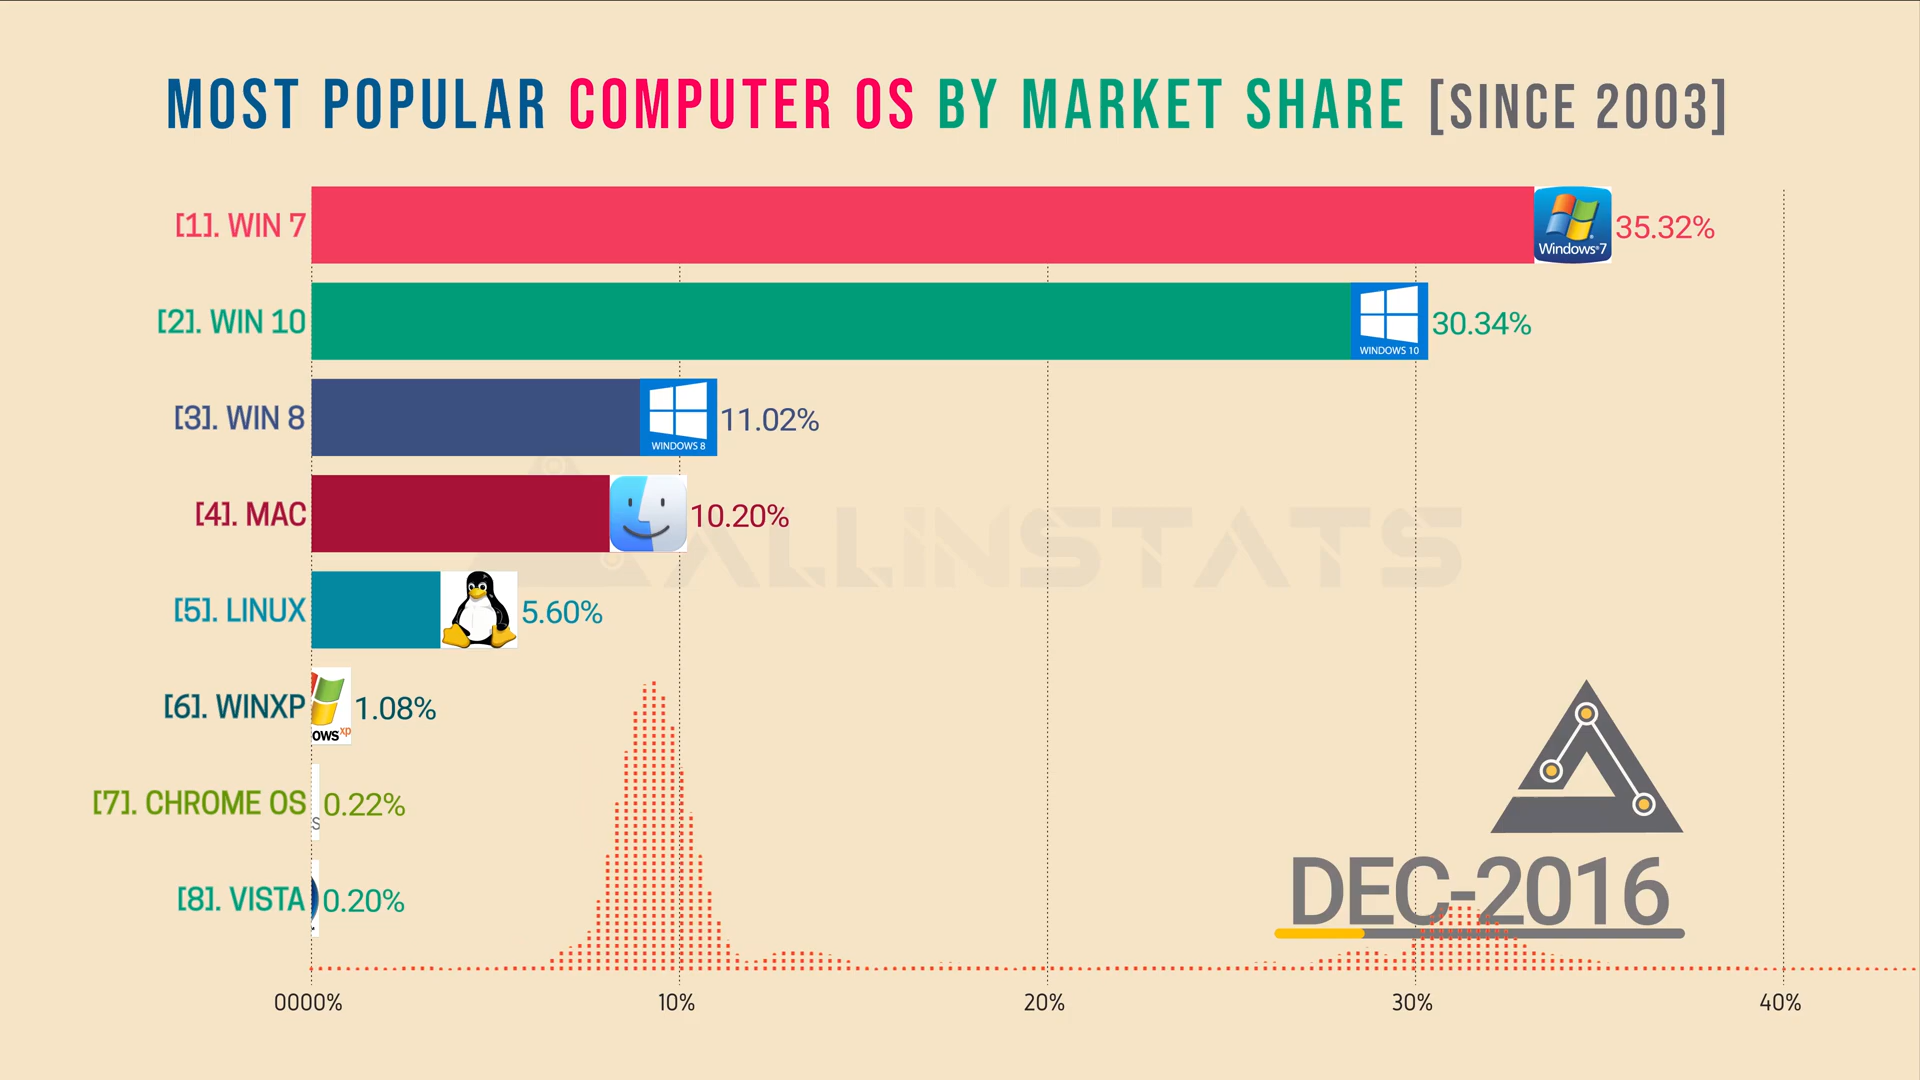 MOST POPULAR COMPUTER OS BY MARKET SHARE [SINCE 2003]
[1]. WIN 7
Windows®7
35.32%
[2]. WIN 10
WINDOWS 10
30.34%
[3]. WIN 8
WINDOWS 8
11.02%
[4]. MAC
10.20%
ALLINSTATS
[5]. LINUX
5.60%
[6]. WINXP
ows xp
1.08%
[7]. CHROME OS
S
0.22%
[8]. VISTA
0.20%
DEC-2016
0000% 10% 20% 30% 40%